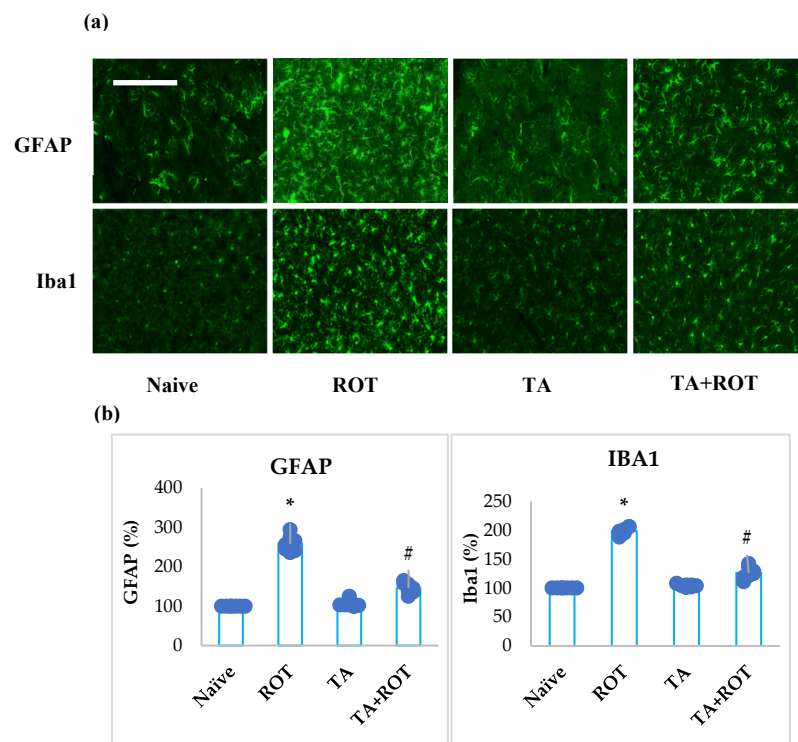 (a)
GFAP
Iba1
Naive ROT TA TA+ROT
(b)
GFAP
GFAP (%)
400
300
200
100
0
*
#
Naïve ROT TA TA+ROT
IBA1
Iba1 (%)
250
200
150
100
50
0
*
#
Naïve ROT TA TA+ROT